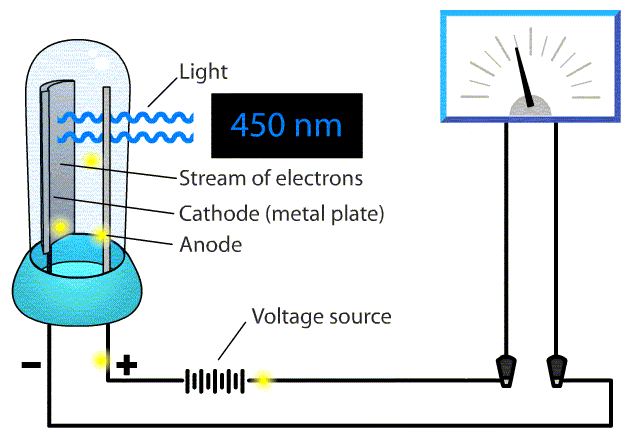 Light
450 nm
Stream of electrons
Cathode (metal plate)
Anode
Voltage source
− +